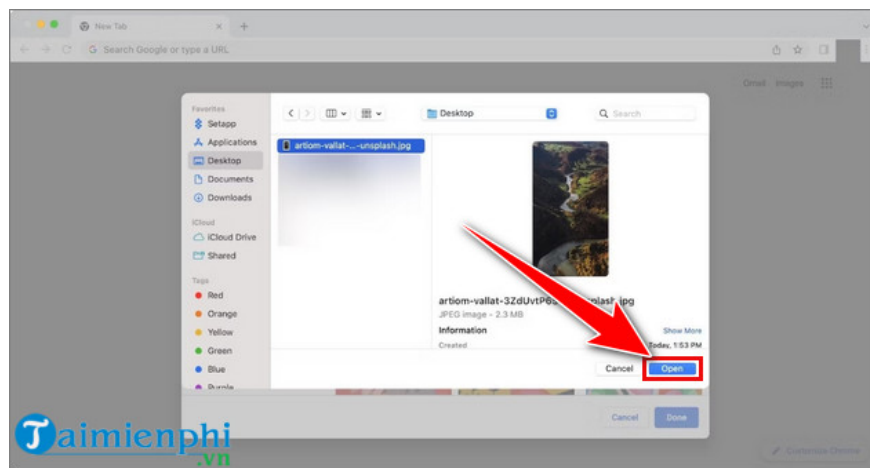 New Tab
Search Google or type a URL
Gmail Images
Favorites
Setapp
Applications
Desktop
Documents
Downloads
iCloud
iCloud Drive
Shared
Tags
Red
Orange
Yellow
Green
Blue
Purple
Desktop
Search
artiom-vallat-...-unsplash.jpg
JPEG image - 2.3 MB
Information
Show More
Created
Today, 1:53 PM
Cancel
Open
Cancel
Done
Customize Chrome
Taimienphi
.vn